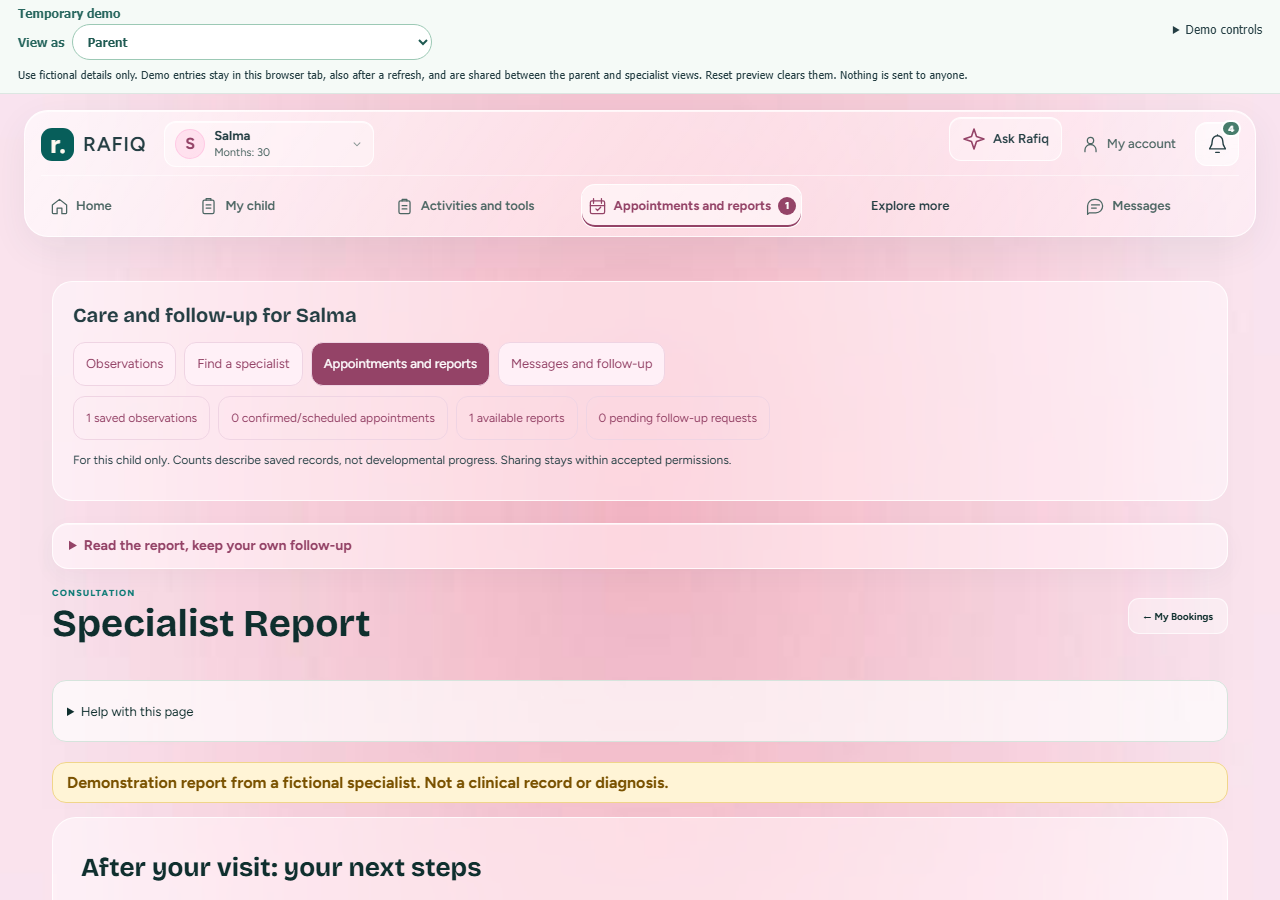 Temporary demo
View as Parent
Demo controls
Use fictional details only. Demo entries stay in this browser tab, also after a refresh, and are shared between the parent and specialist views. Reset preview clears them. Nothing is sent to anyone.
r. RAFIQ
S
Salma
Months: 30
Ask Rafiq
My account
4
Home
My child
Activities and tools
Appointments and reports 1
Explore more
Messages
Care and follow-up for Salma
Observations
Find a specialist
Appointments and reports
Messages and follow-up
1 saved observations
0 confirmed/scheduled appointments
1 available reports
0 pending follow-up requests
For this child only. Counts describe saved records, not developmental progress. Sharing stays within accepted permissions.
Read the report, keep your own follow-up
CONSULTATION
Specialist Report
← My Bookings
Help with this page
Demonstration report from a fictional specialist. Not a clinical record or diagnosis.
After your visit: your next steps